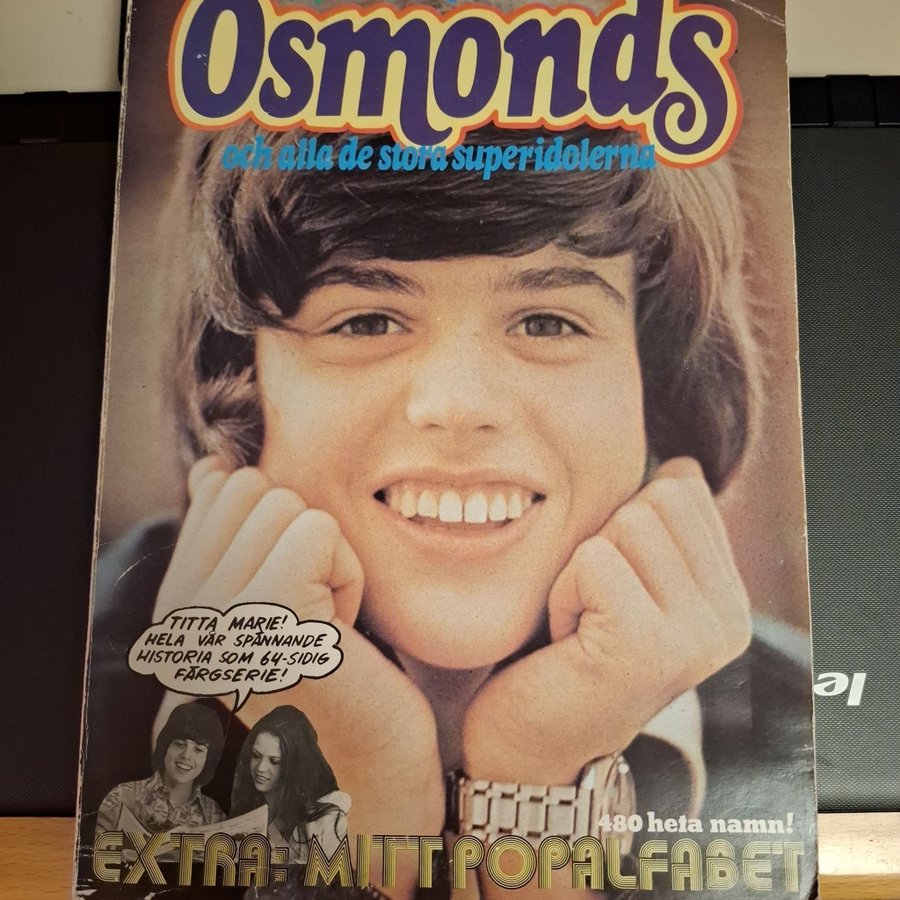 Osmonds
och alla de stora superidolerna
TITTA MARIE!
HELA VÅR SPÄNNANDE
HISTORIA SOM 64-SIDIG
FÄRGSERIE!
480 heta namn!
EXTRA: MITT POPALFABET
le